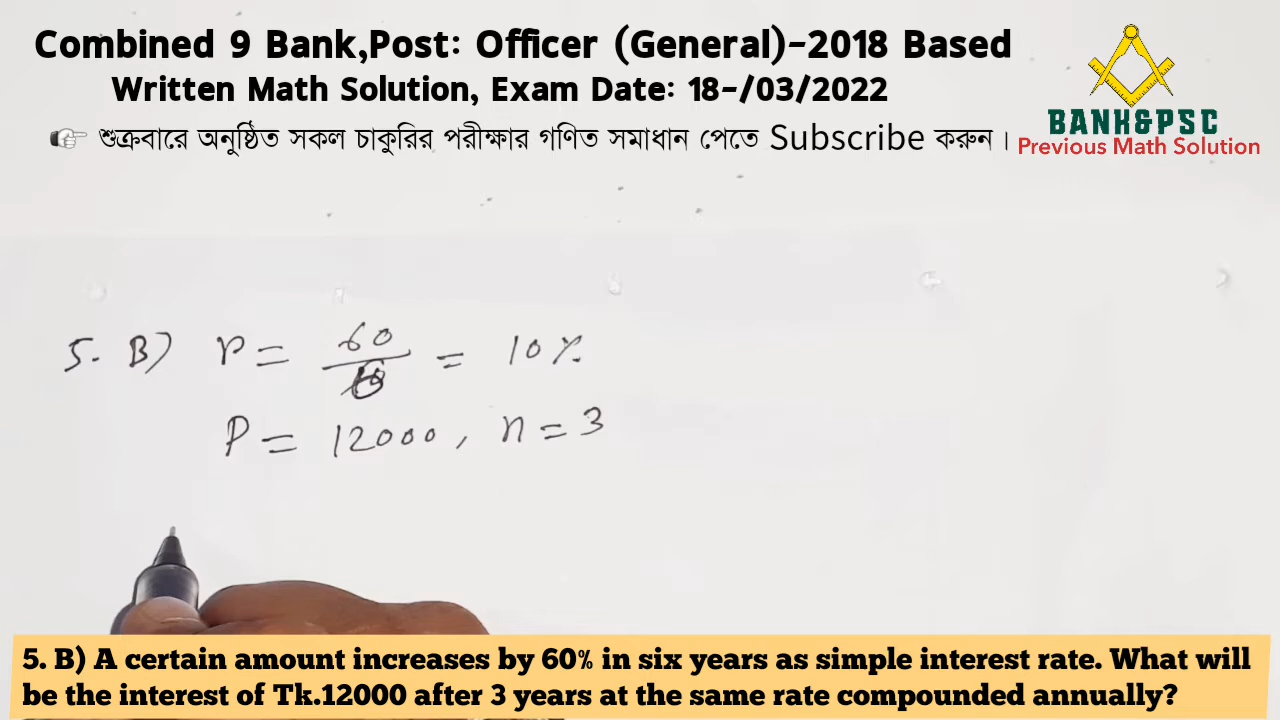 Combined 9 Bank,Post: Officer (General)-2018 Based
Written Math Solution, Exam Date: 18-/03/2022
শুক্রবারে অনুষ্ঠিত সকল চাকুরির পরীক্ষার গণিত সমাধান পেতে Subscribe করুন।
BANK&PSC
Previous Math Solution
5. B) r = 60/6 = 10%
P = 12000, n = 3
5. B) A certain amount increases by 60% in six years as simple interest rate. What will
be the interest of Tk.12000 after 3 years at the same rate compounded annually?